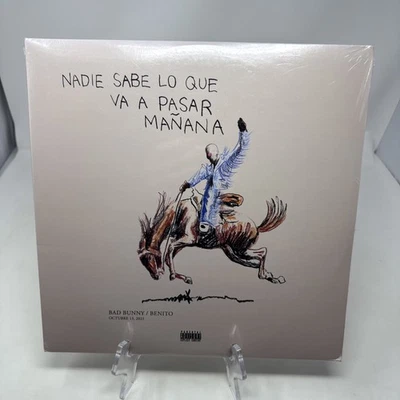 NADIE SABE LO QUE
VA A PASAR
MAÑANA
BAD BUNNY / BENITO